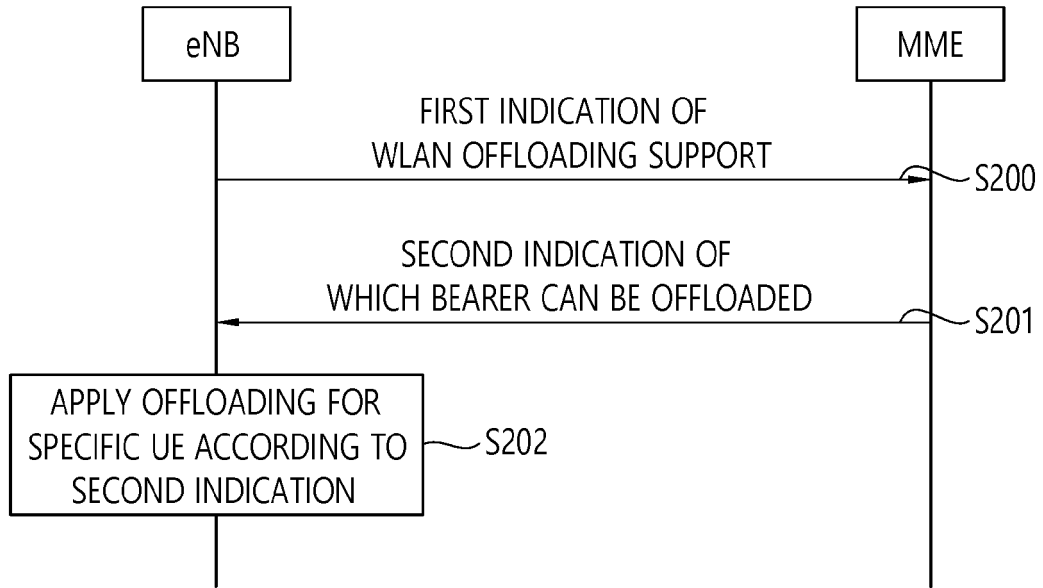 eNB
MME
FIRST INDICATION OF
WLAN OFFLOADING SUPPORT
S200
SECOND INDICATION OF
WHICH BEARER CAN BE OFFLOADED
S201
APPLY OFFLOADING FOR
SPECIFIC UE ACCORDING TO
SECOND INDICATION
S202